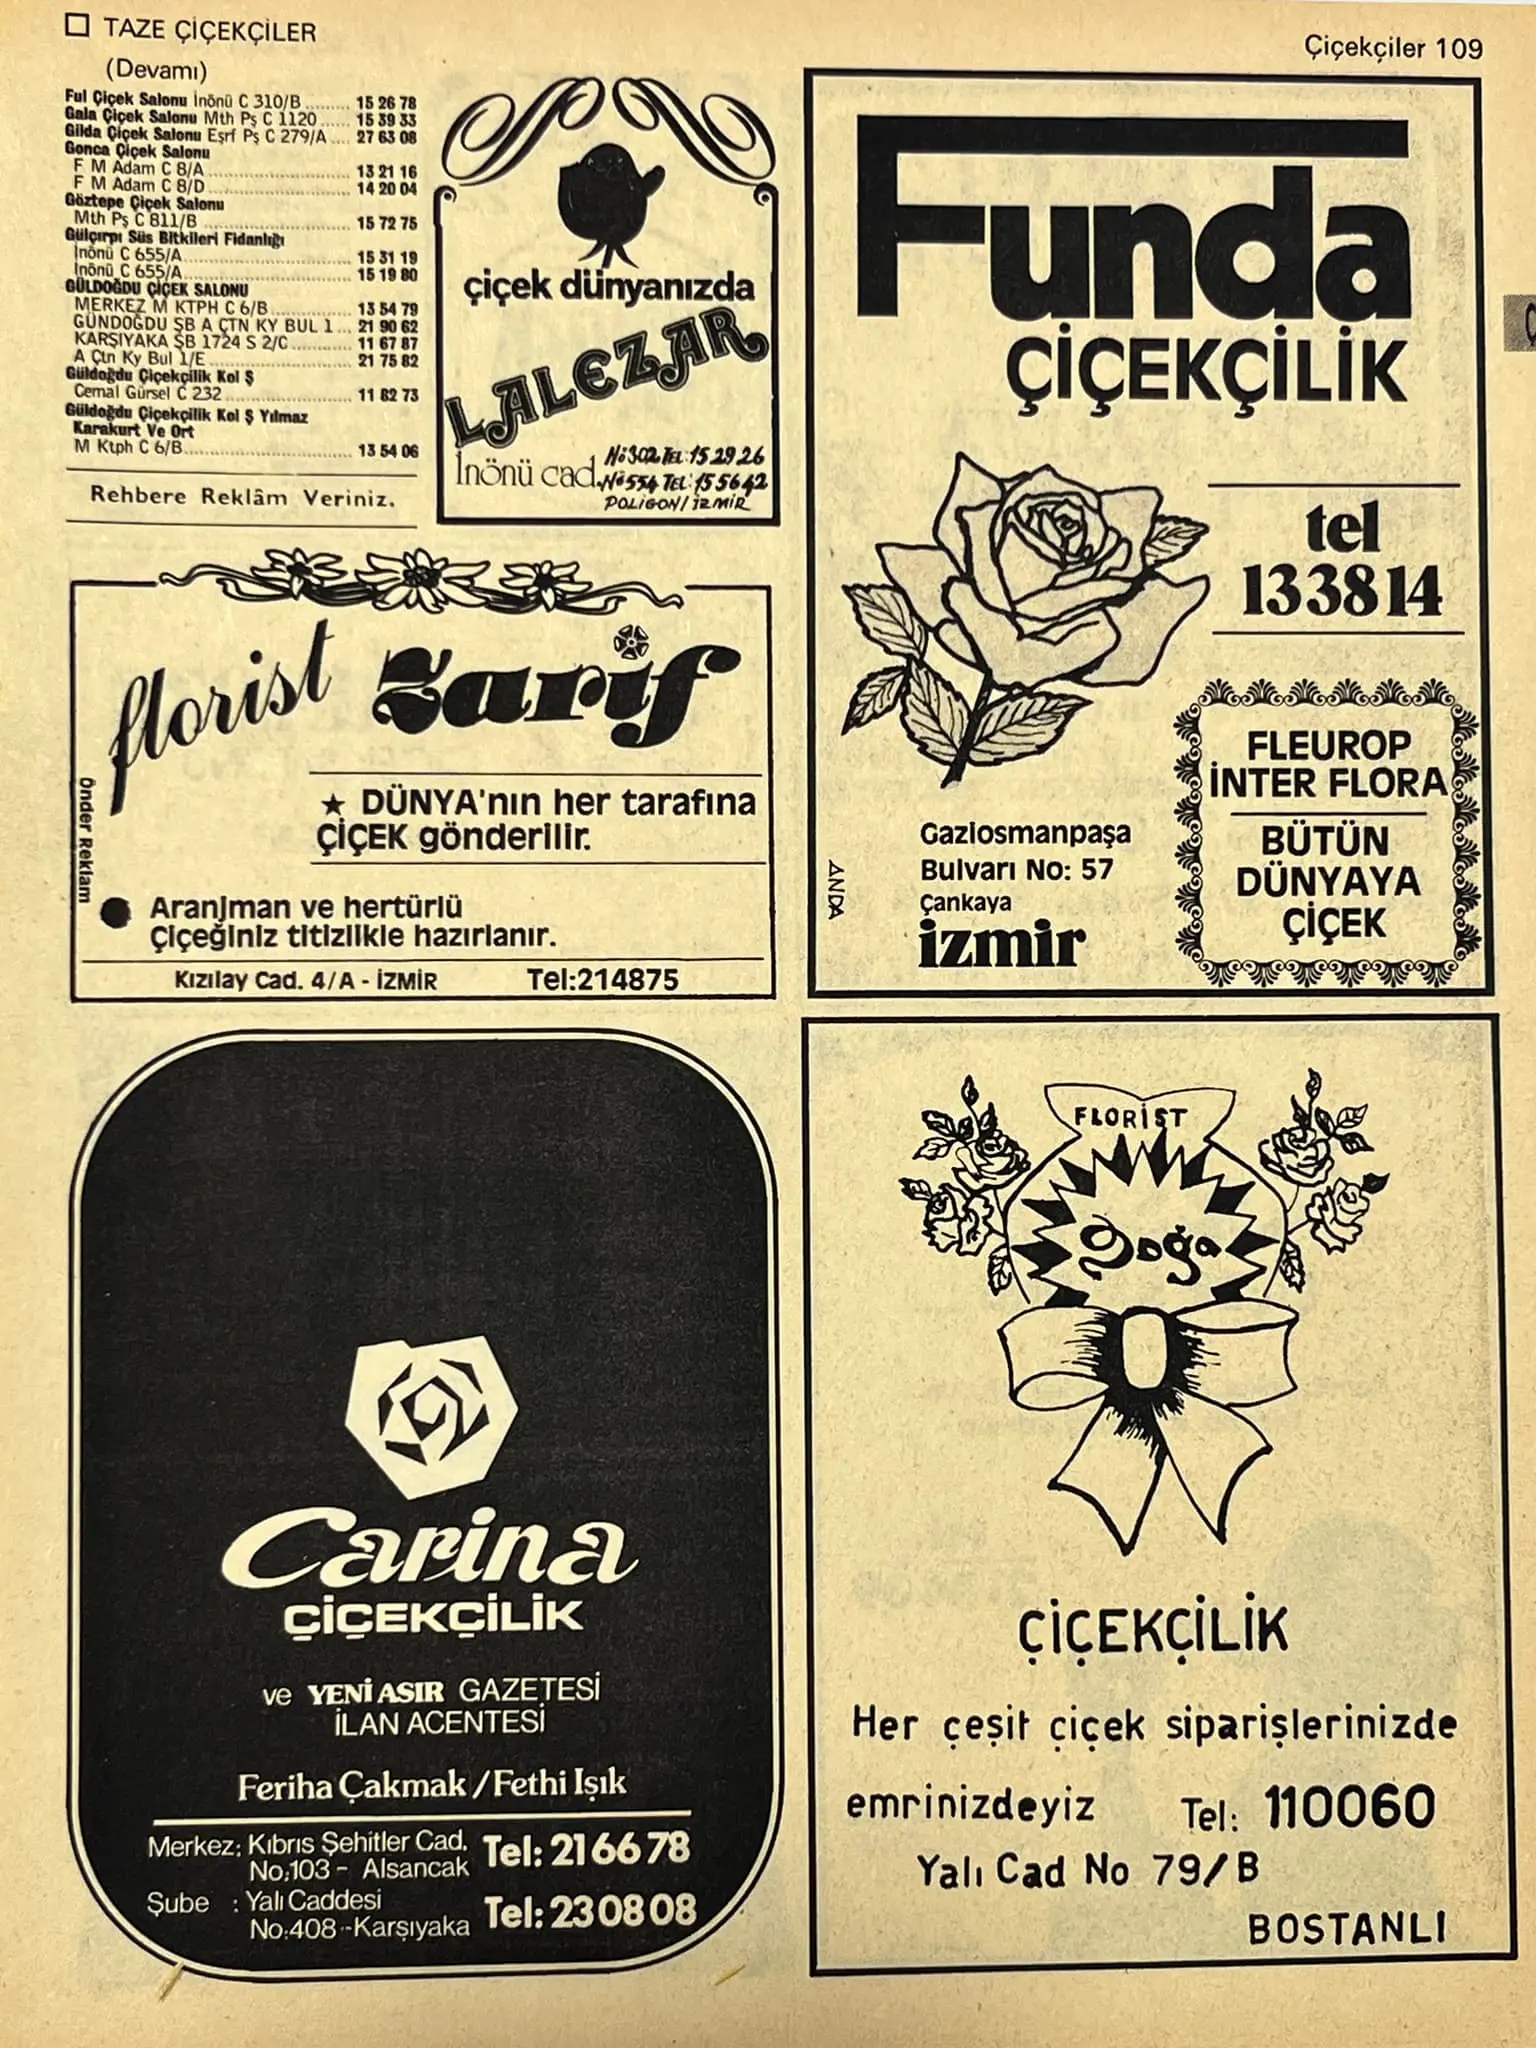 TAZE ÇİÇEKÇİLER
(Devamı)
Çiçekçiler 109
Ful Çiçek Salonu İnönü C 310/B ......... 15 26 78
Gala Çiçek Salonu Mth Pş C 1120 ...... 15 39 33
Gilda Çiçek Salonu Eşrf Pş C 279/A .... 27 63 08
Gonca Çiçek Salonu
F M Adam C 8/A ........................ 13 21 16
F M Adam C 8/D ........................ 14 20 04
Göztepe Çiçek Salonu
Mth Pş C 811/B ........................ 15 72 75
Gülçırpı Süs Bitkileri Fidanlığı
İnönü C 655/A ........................ 15 31 19
İnönü C 655/A ........................ 15 19 80
GÜLDOĞDU ÇİÇEK SALONU
MERKEZ M KTPH C 6/B ............. 13 54 79
GÜNDOĞDU ŞB A ÇTN KY BUL 1 ... 21 90 62
KARŞIYAKA ŞB 1724 S 2/C .......... 11 67 87
A Çtn Ky Bul 1/E ...................... 21 75 82
Güldoğdu Çiçekçilik Kol Ş
Cemal Gürsel C 232 ................... 11 82 73
Güldoğdu Çiçekçilik Kol Ş Yılmaz
Karakurt Ve Ort
M Ktph C 6/B .......................... 13 54 06
Rehbere Reklâm Veriniz.
çiçek dünyanızda
LALEZAR
İnönü cad.
No 302 TEL: 15 29 26
No 554 TEL: 15 56 42
POLİGON/İZMİR
Funda
ÇİÇEKÇİLİK
tel
133814
FLEUROP
İNTER FLORA
BÜTÜN
DÜNYAYA
ÇİÇEK
Gaziosmanpaşa
Bulvarı No: 57
Çankaya
izmir
ANDA
florist Zarif
★ DÜNYA'nın her tarafına
ÇİÇEK gönderilir.
Aranjman ve hertürlü
Çiçeğiniz titizlikle hazırlanır.
Kızılay Cad. 4/A - İZMİR Tel:214875
Önder Reklam
Carina
ÇİÇEKÇİLİK
ve YENİ ASIR GAZETESİ
İLAN ACENTESİ
Feriha Çakmak / Fethi Işık
Merkez: Kıbrıs Şehitler Cad.
No:103 - Alsancak Tel: 216678
Şube : Yalı Caddesi
No:408 - Karşıyaka Tel: 230808
FLORİST
Doğa
ÇİÇEKÇİLİK
Her çeşit çiçek siparişlerinizde
emrinizdeyiz Tel: 110060
Yalı Cad No 79/B
BOSTANLI